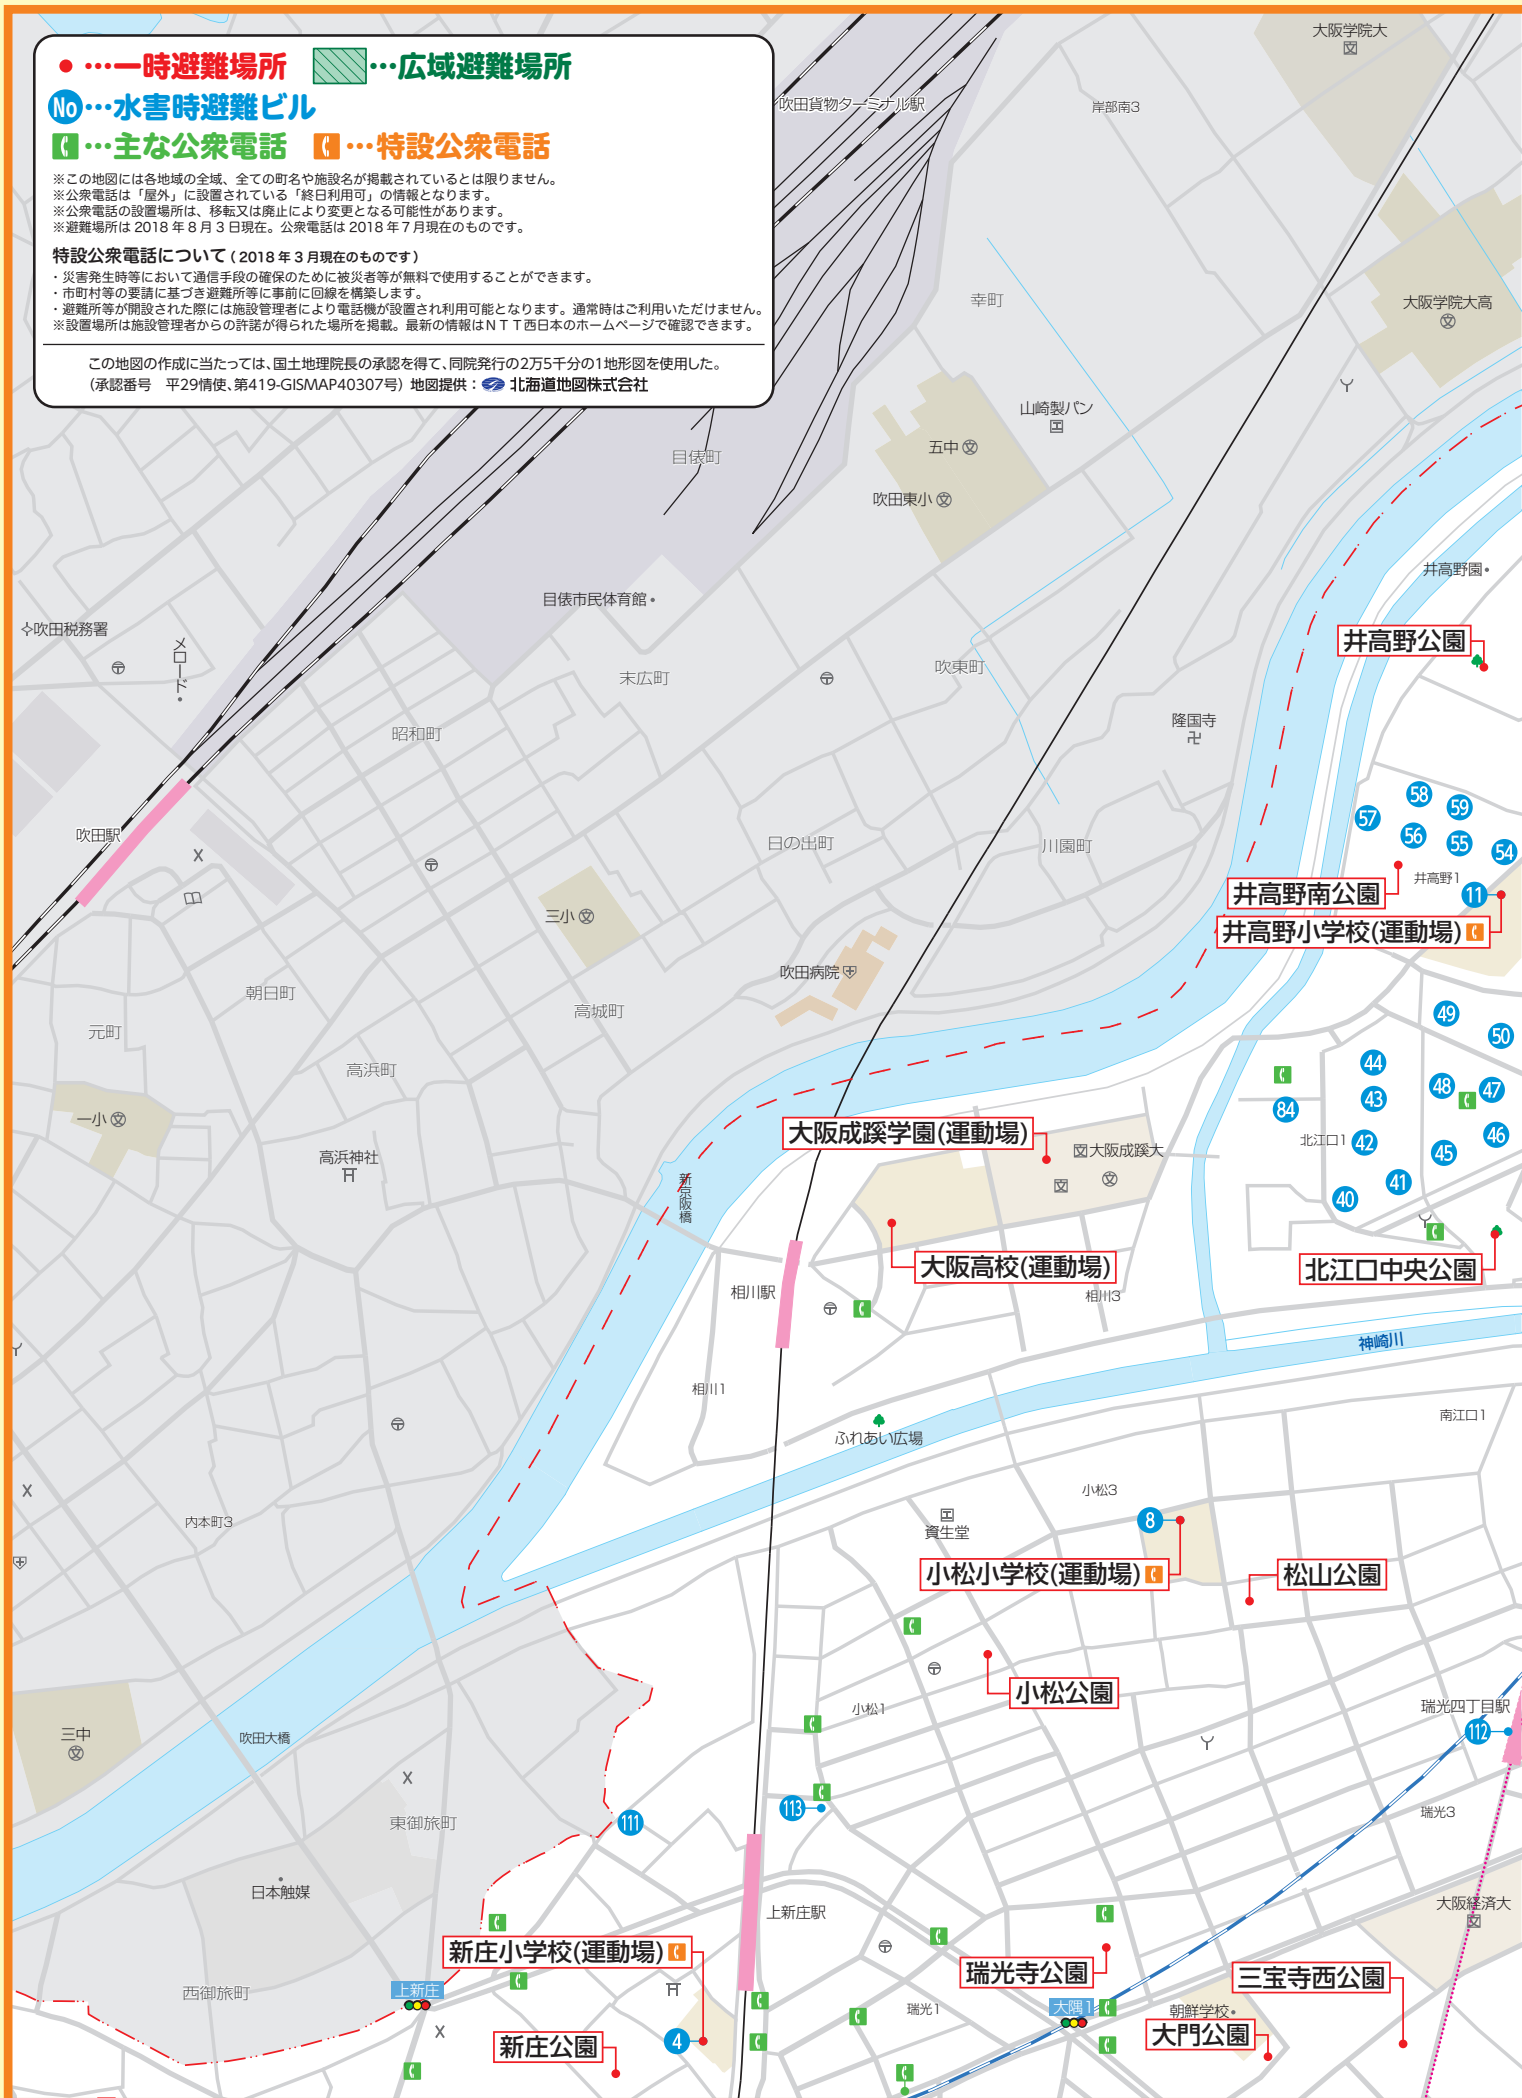 …一時避難場所
…広域避難場所
No…水害時避難ビル
…主な公衆電話
…特設公衆電話
※この地図には各地域の全域、全ての町名や施設名が掲載されているとは限りません。
※公衆電話は「屋外」に設置されている「終日利用可」の情報となります。
※公衆電話の設置場所は、移転又は廃止により変更となる可能性があります。
※避難場所は2018年8月3日現在。公衆電話は2018年7月現在のものです。
特設公衆電話について(2018年3月現在のものです)
・災害発生時等において通信手段の確保のために被災者等が無料で使用することができます。
・市町村等の要請に基づき避難所等に事前に回線を構築します。
・避難所等が開設された際には施設管理者により電話機が設置され利用可能となります。通常時はご利用いただけません。
※設置場所は施設管理者からの許諾が得られた場所を掲載。最新の情報はNTT西日本のホームページで確認できます。
この地図の作成に当たっては、国土地理院長の承認を得て、同院発行の2万5千分の1地形図を使用した。
(承認番号 平29情使、第419-GISMAP40307号) 地図提供：北海道地図株式会社
大阪学院大
吹田貨物ターミナル駅
岸部南3
幸町
大阪学院大高
山崎製パン
五中
目俵町
吹田東小
井高野園
目俵市民体育館
吹田税務署
メロード
井高野公園
吹東町
末広町
隆国寺
昭和町
58
59
57
吹田駅
56
55
日の出町
川園町
54
井高野1
井高野南公園
11
三小
井高野小学校(運動場)
吹田病院
朝日町
高城町
49
元町
50
44
高浜町
48
47
43
84
一小
大阪成蹊学園(運動場)
46
北江口1
42
大阪成蹊大
45
高浜神社
41
新京阪橋
40
大阪高校(運動場)
北江口中央公園
相川駅
相川3
神崎川
相川1
南江口1
ふれあい広場
小松3
内本町3
8
資生堂
小松小学校(運動場)
松山公園
小松公園
小松1
瑞光四丁目駅
三中
吹田大橋
112
113
瑞光3
東御旅町
111
日本触媒
大阪経済大
上新庄駅
新庄小学校(運動場)
瑞光寺公園
三宝寺西公園
西御旅町
上新庄
瑞光1
大隅1
朝鮮学校
大門公園
4
新庄公園